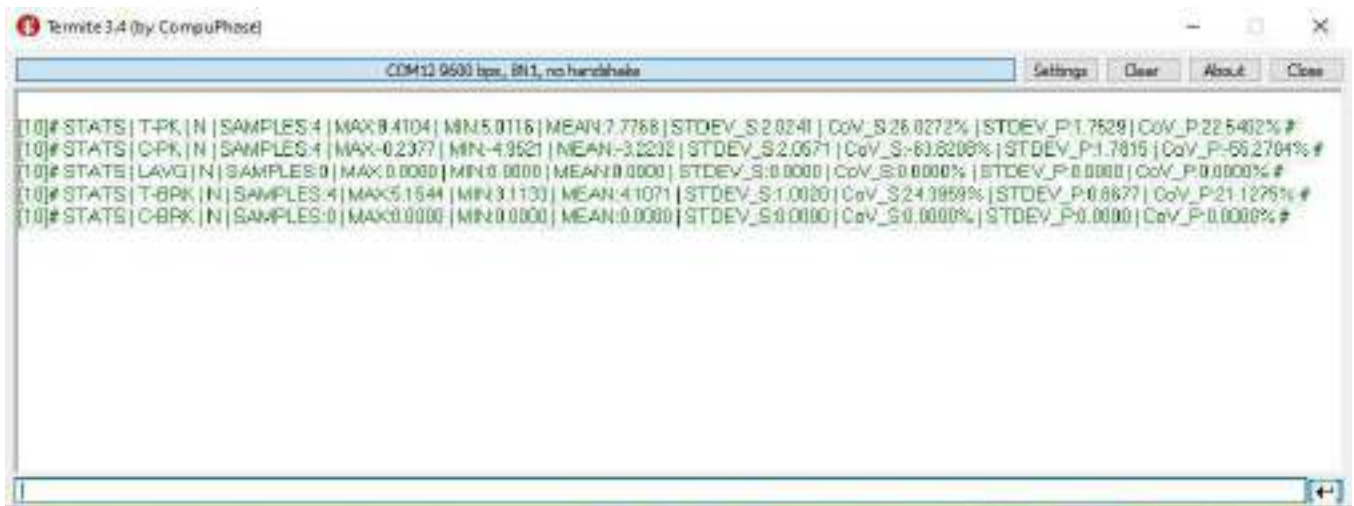 Termite 3.4 (by CompuPhase)
COM12 9600 bps, 8N1, no handshake Settings Clear About Close
[10]# STATS | T-PK | N | SAMPLES:4 | MAX:9.4104 | MIN:5.0116 | MEAN:7.7768 | STDEV_S:2.0241 | CoV_S:26.0272% | STDEV_P:1.7529 | CoV_P:22.5402% #
[10]# STATS | C-PK | N | SAMPLES:4 | MAX:-0.2377 | MIN:-4.9521 | MEAN:-3.2232 | STDEV_S:2.0571 | CoV_S:-63.8208% | STDEV_P:1.7815 | CoV_P:-55.2704% #
[10]# STATS | LAVG | N | SAMPLES:0 | MAX:0.0000 | MIN:0.0000 | MEAN:0.0000 | STDEV_S:0.0000 | CoV_S:0.0000% | STDEV_P:0.0000 | CoV_P:0.0000% #
[10]# STATS | T-BRK | N | SAMPLES:4 | MIN:3.1133 | MEAN:4.1071 | STDEV_S:1.0020 | CoV_S:24.3959% | STDEV_P:0.8677 | CoV_P:21.1275% #
[10]# STATS | C-BRK | N | SAMPLES:0 | MAX:0.0000 | MIN:0.0000 | MEAN:0.0000 | STDEV_S:0.0000 | CoV_S:0.0000% | STDEV_P:0.0000 | CoV_P:0.0000% #